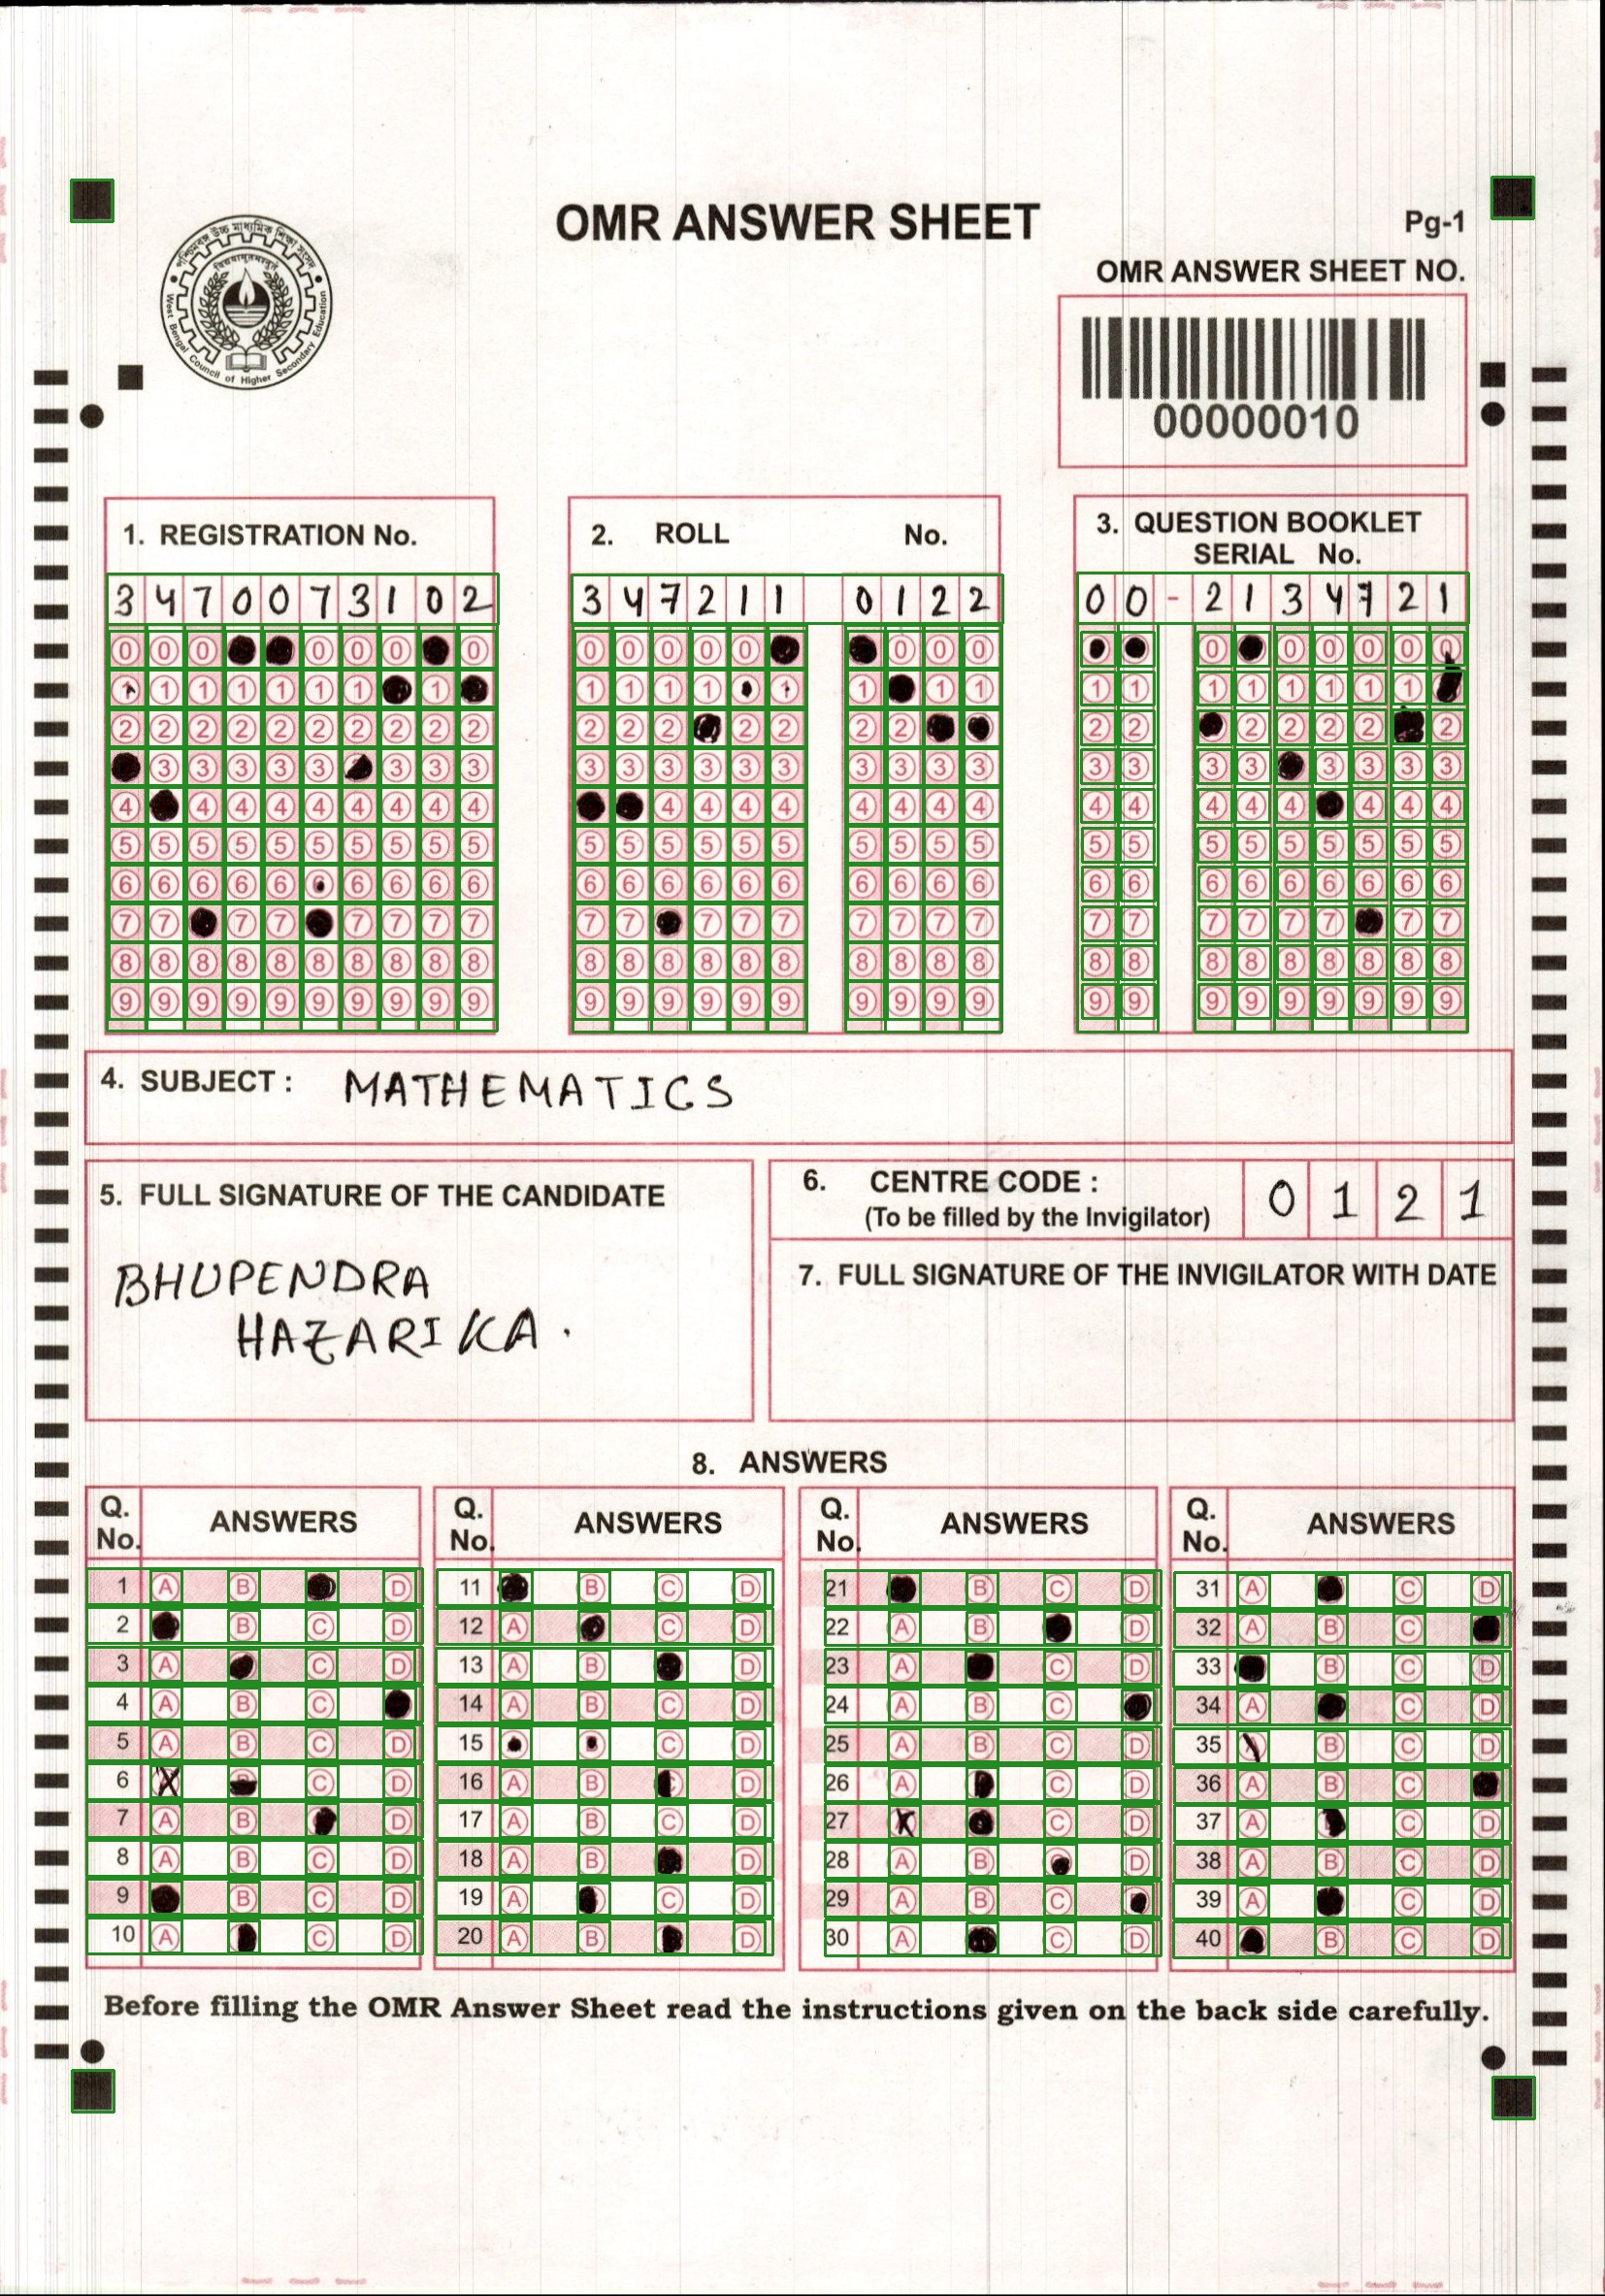 OMR ANSWER SHEET
Pg-1
OMR ANSWER SHEET NO.
00000010
পশ্চিমবঙ্গ উচ্চ মাধ্যমিক শিক্ষা সংসদ
West Bengal Council of Higher Secondary Education
1. REGISTRATION No.
3 4 7 0 0 7 3 1 0 2
2. ROLL No.
3 4 7 2 1 1 0 1 2 2
3. QUESTION BOOKLET
SERIAL No.
0 0 - 2 1 3 4 7 2 1
4. SUBJECT : MATHEMATICS
5. FULL SIGNATURE OF THE CANDIDATE
BHUPENDRA
HAZARIKA.
6. CENTRE CODE : 0 1 2 1
(To be filled by the Invigilator)
7. FULL SIGNATURE OF THE INVIGILATOR WITH DATE
8. ANSWERS
Q. No. ANSWERS Q. No. ANSWERS Q. No. ANSWERS Q. No. ANSWERS
1 A B D 11 B C D 21 B C D 31 A C D
2 B C D 12 A C D 22 A B D 32 A B C
3 A C D 13 A B D 23 A C D 33 B C D
4 A B C 14 A B C D 24 A B C 34 A C D
5 A B C D 15 C D 25 A B C D 35 B C D
6 C D 16 A B D 26 A C D 36 A B C
7 A B D 17 A B C D 27 C D 37 A C D
8 A B C D 18 A B D 28 A B D 38 A B C D
9 B C D 19 A C D 29 A B C 39 A C D
10 A C D 20 A B D 30 A C D 40 B C D
Before filling the OMR Answer Sheet read the instructions given on the back side carefully.